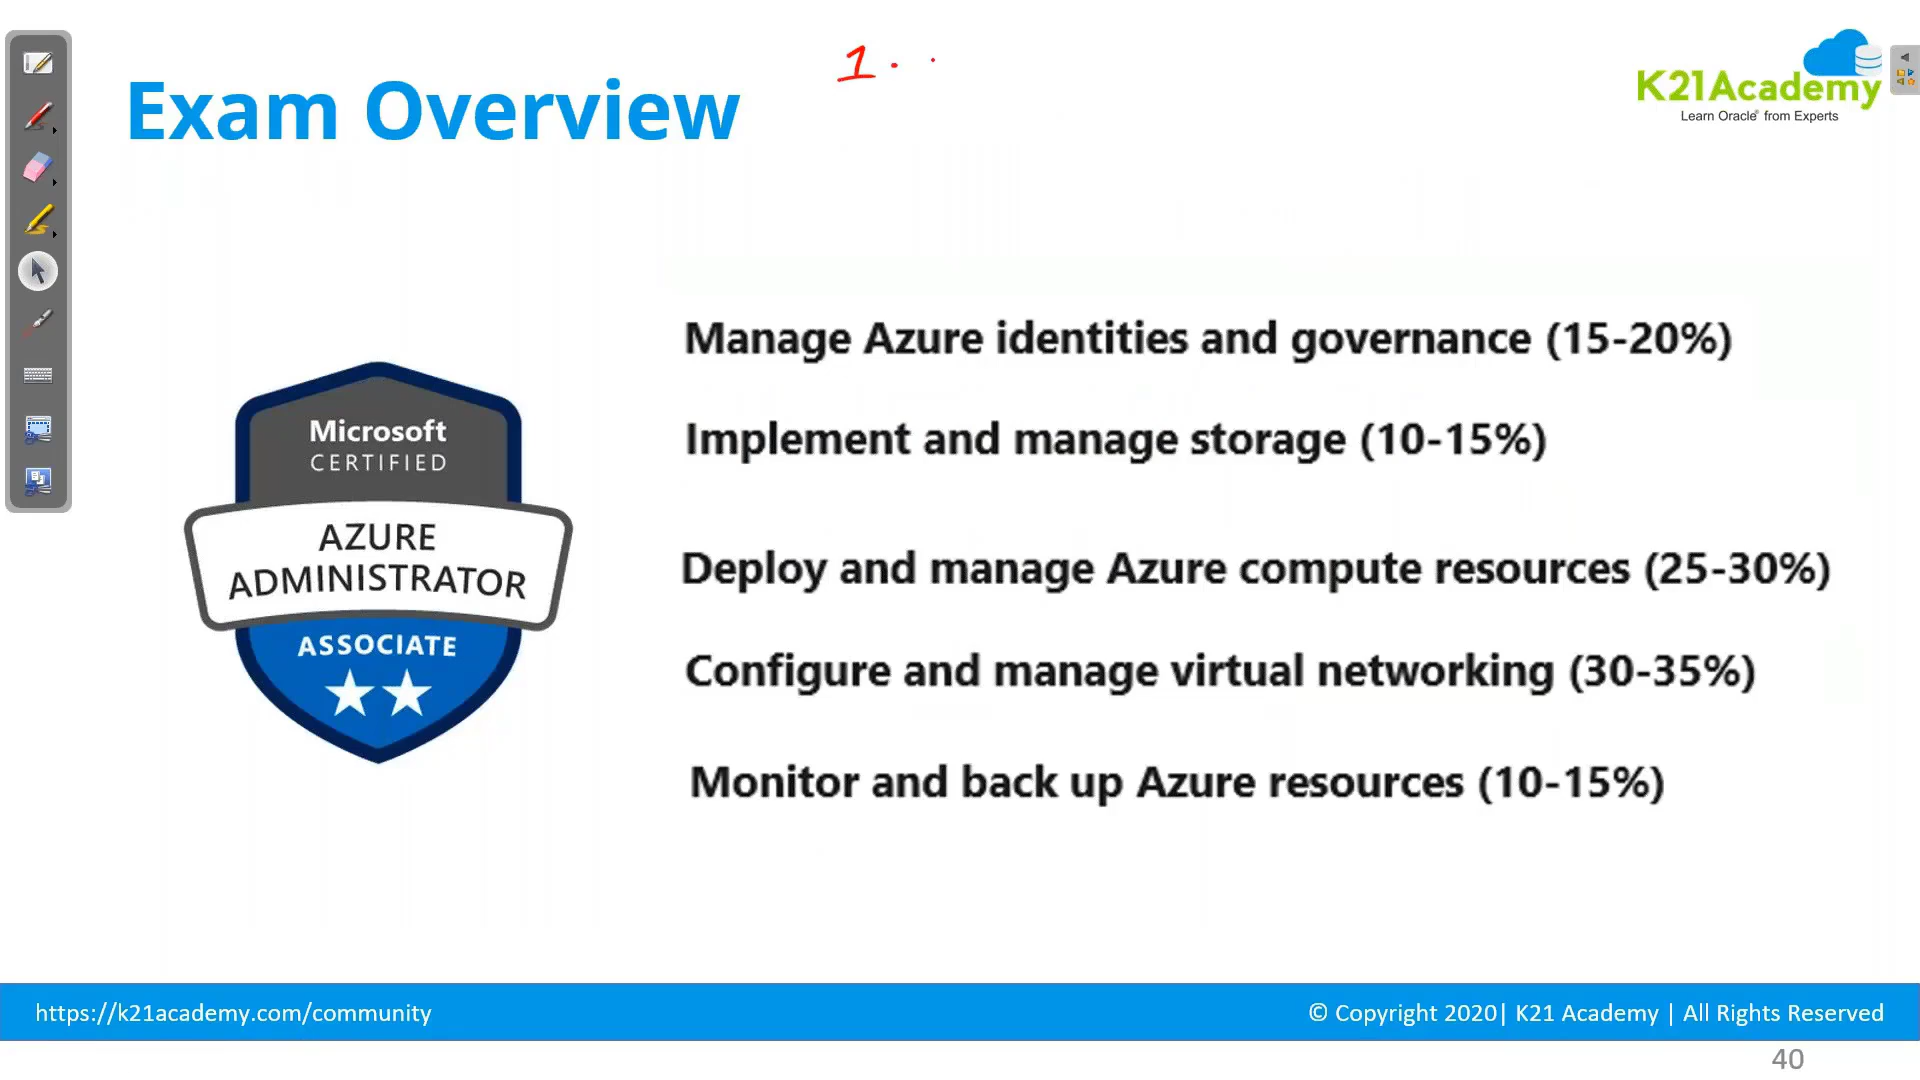 1. .
Exam Overview
K21Academy
Learn Oracle® from Experts
Manage Azure identities and governance (15-20%)
Implement and manage storage (10-15%)
Microsoft
CERTIFIED
AZURE
ADMINISTRATOR
ASSOCIATE
Deploy and manage Azure compute resources (25-30%)
Configure and manage virtual networking (30-35%)
Monitor and back up Azure resources (10-15%)
https://k21academy.com/community
© Copyright 2020| K21 Academy | All Rights Reserved
40